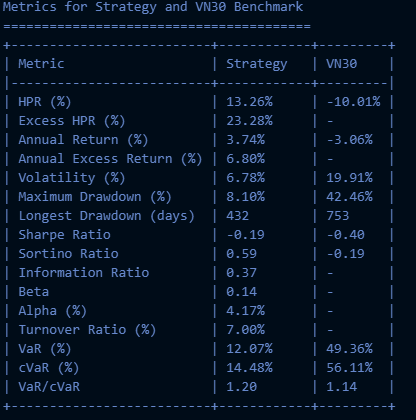 Metrics for Strategy and VN30 Benchmark
======================================
+-------------------------+-----------+---------+
| Metric                  | Strategy  | VN30    |
|-------------------------+-----------+---------|
| HPR (%)                 | 13.26%    | -10.01% |
| Excess HPR (%)          | 23.28%    | -       |
| Annual Return (%)       | 3.74%     | -3.06%  |
| Annual Excess Return (%) | 6.80%     | -       |
| Volatility (%)          | 6.78%     | 19.91%  |
| Maximum Drawdown (%)    | 8.10%     | 42.46%  |
| Longest Drawdown (days) | 432       | 753     |
| Sharpe Ratio            | -0.19     | -0.40   |
| Sortino Ratio           | 0.59      | -0.19   |
| Information Ratio       | 0.37      | -       |
| Beta                    | 0.14      | -       |
| Alpha (%)               | 4.17%     | -       |
| Turnover Ratio (%)      | 7.00%     | -       |
| VaR (%)                 | 12.07%    | 49.36%  |
| cVaR (%)                | 14.48%    | 56.11%  |
| VaR/cVaR                | 1.20      | 1.14    |
+-------------------------+-----------+---------+